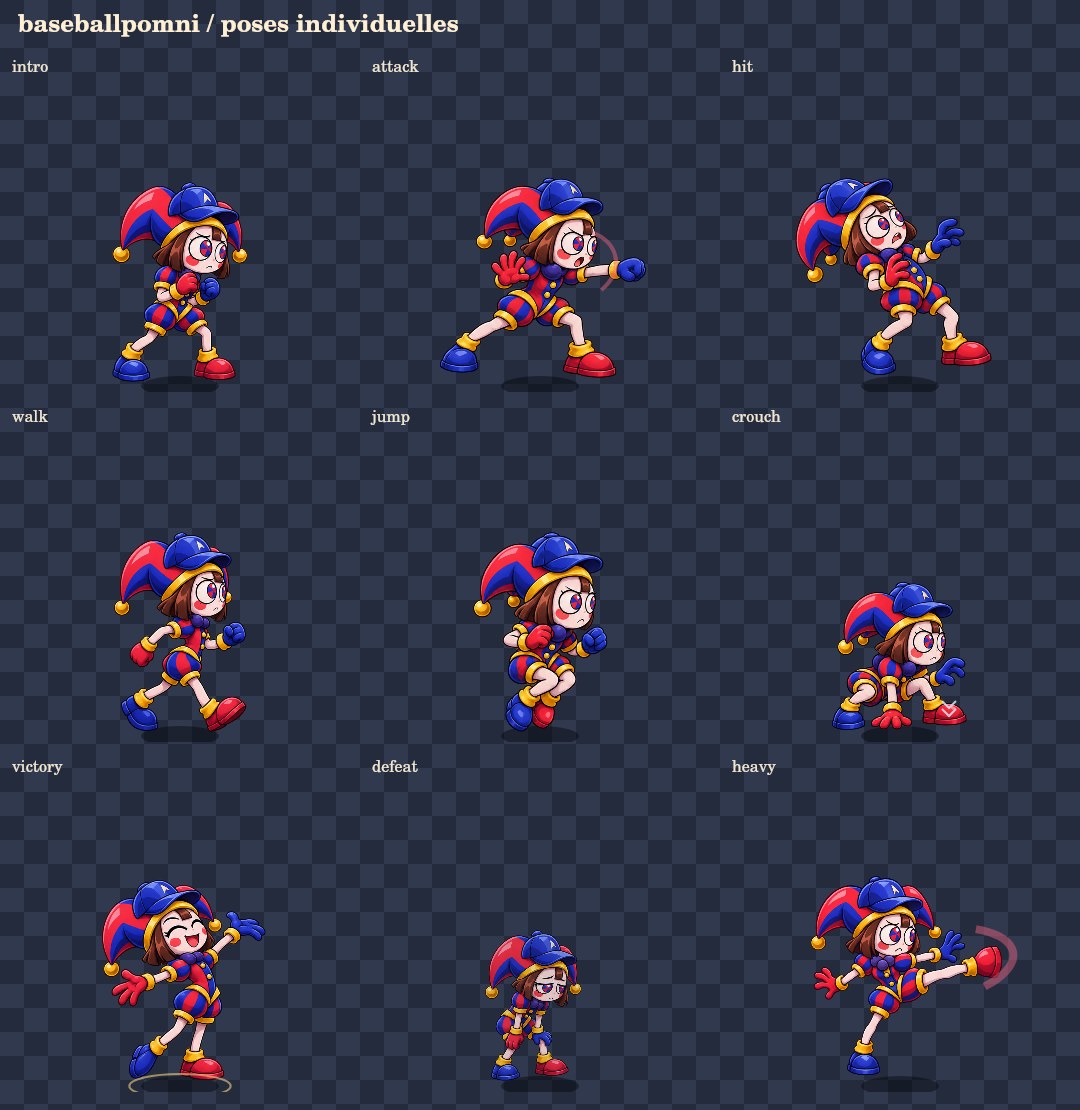 baseballpomni / poses individuelles
intro
attack
hit
walk
jump
crouch
victory
defeat
heavy